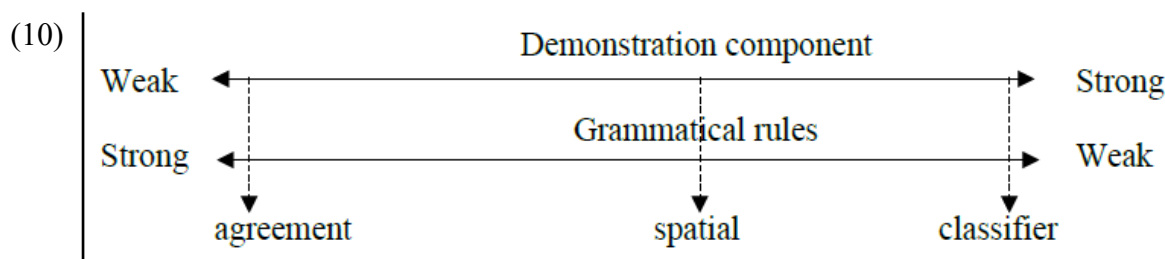 (10)
Demonstration component
Weak Strong
Grammatical rules
Strong Weak
agreement spatial classifier